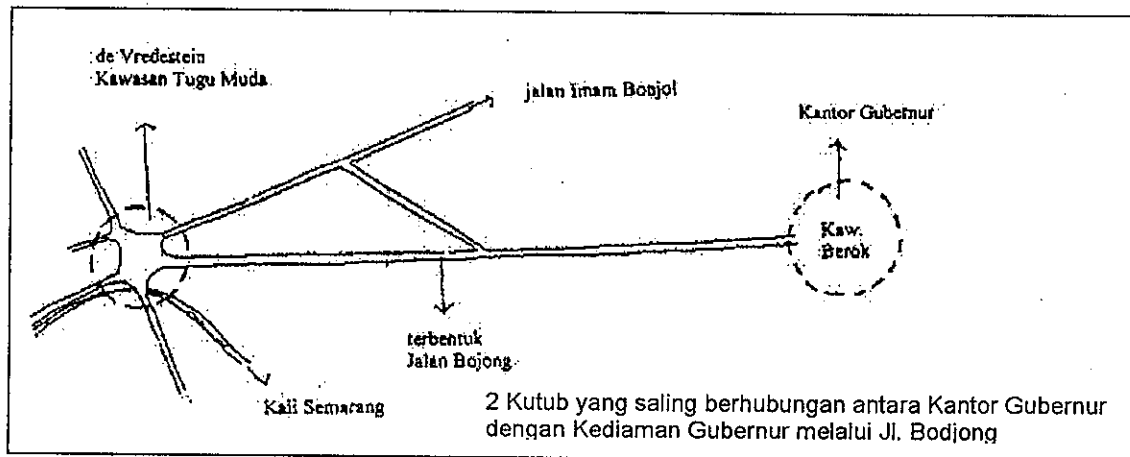 de Vredestein
Kawasan Tugu Muda
jalan Imam Bonjol
Kantor Gubernur
Kaw.
Berok
terbentuk
Jalan Bojong
Kali Semarang
2 Kutub yang saling berhubungan antara Kantor Gubernur
dengan Kediaman Gubernur melalui Jl. Bodjong